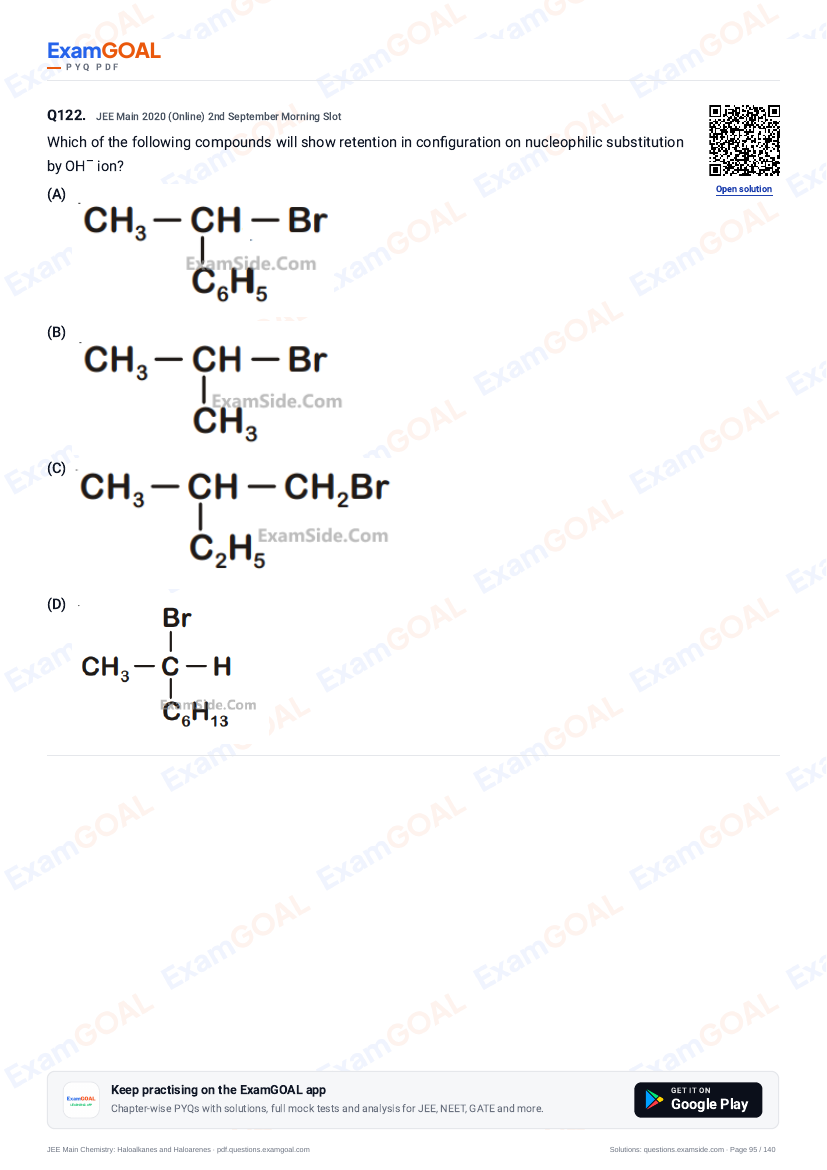 ExamGOAL
PYQ PDF
Q122. JEE Main 2020 (Online) 2nd September Morning Slot
Which of the following compounds will show retention in configuration on nucleophilic substitution
by OH⁻ ion?
Open solution
(A)
CH₃ — CH — Br
|
ExamSide.Com
C₆H₅
(B)
CH₃ — CH — Br
|
ExamSide.Com
CH₃
(C)
CH₃ — CH — CH₂Br
|
ExamSide.Com
C₂H₅
(D)
Br
|
CH₃ — C — H
|
ExamSide.Com
C₆H₁₃
Keep practising on the ExamGOAL app
Chapter-wise PYQs with solutions, full mock tests and analysis for JEE, NEET, GATE and more.
GET IT ON
Google Play
JEE Main Chemistry: Haloalkanes and Haloarenes · pdf.questions.examgoal.com
Solutions: questions.examside.com · Page 95 / 140